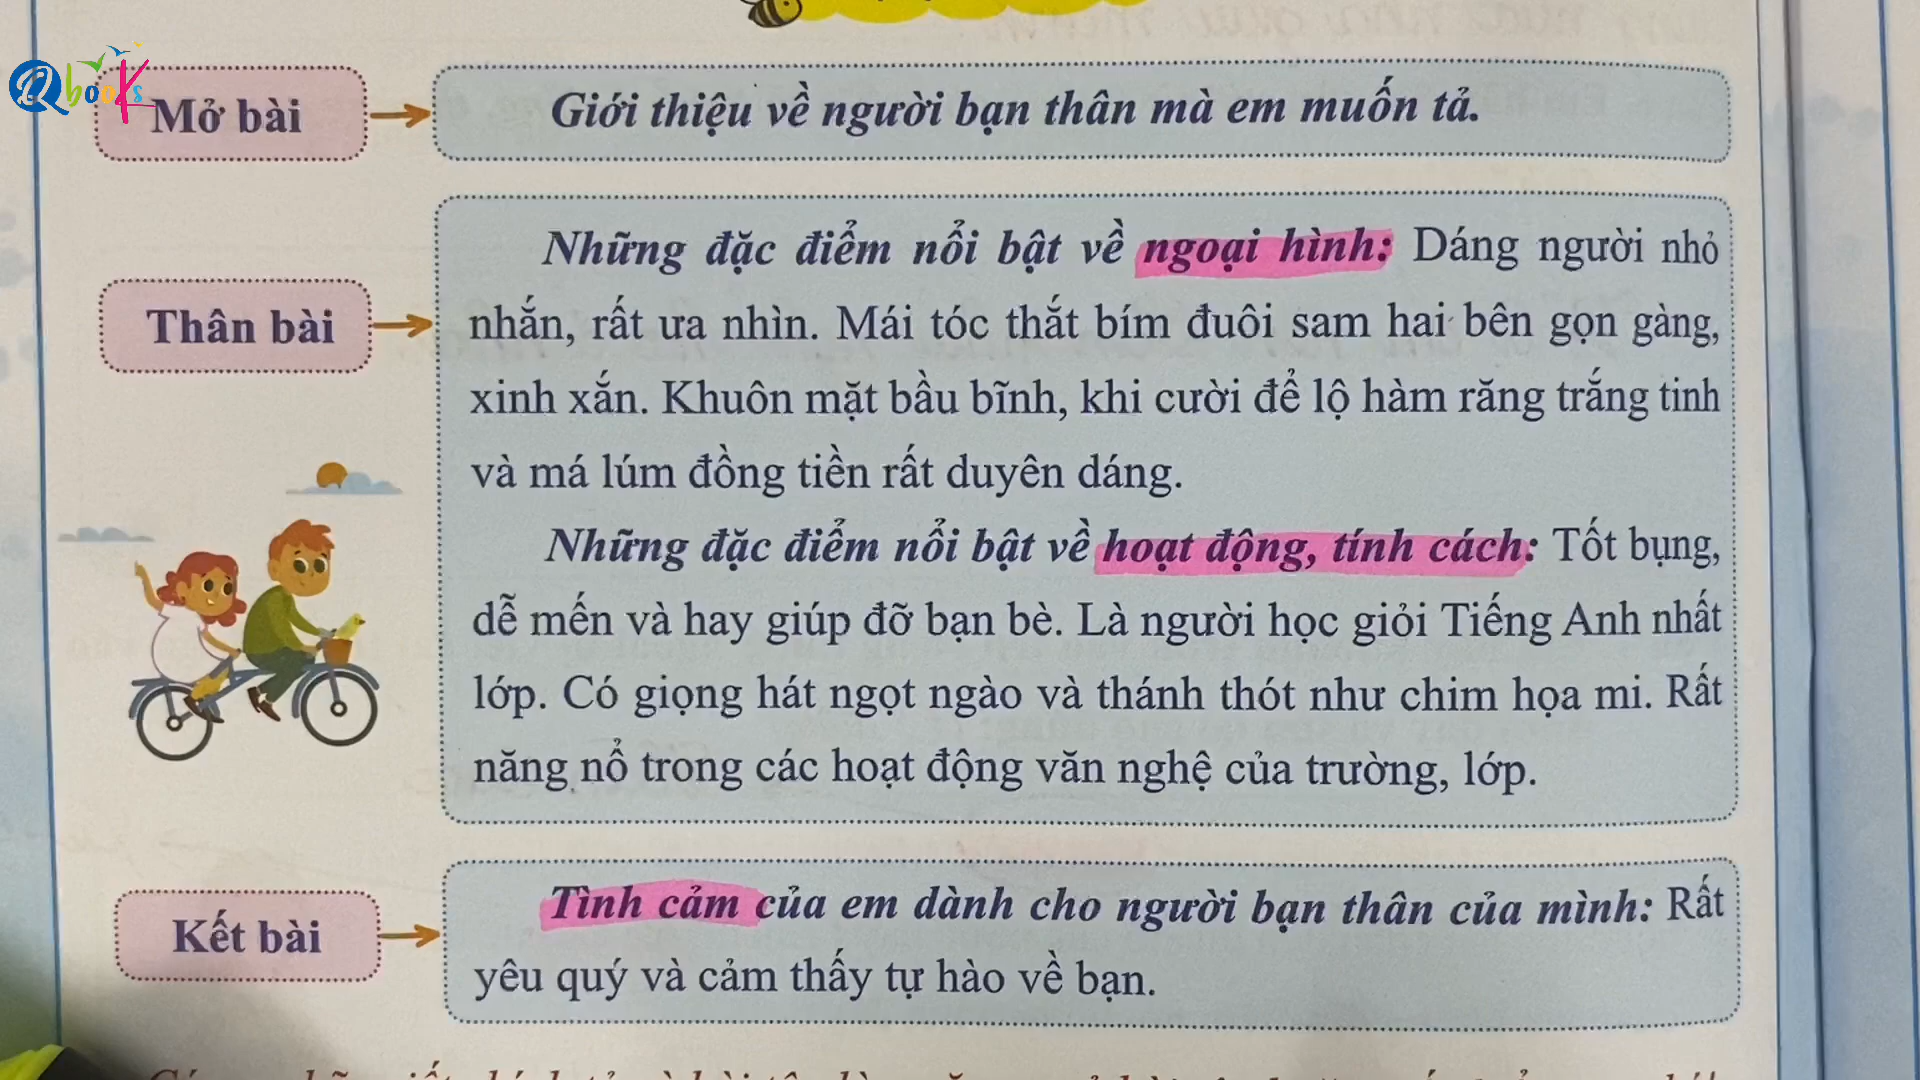 Qbooks
Mở bài
Giới thiệu về người bạn thân mà em muốn tả.
Thân bài
Những đặc điểm nổi bật về ngoại hình: Dáng người nhỏ
nhắn, rất ưa nhìn. Mái tóc thắt bím đuôi sam hai bên gọn gàng,
xinh xắn. Khuôn mặt bầu bĩnh, khi cười để lộ hàm răng trắng tinh
và má lúm đồng tiền rất duyên dáng.
Những đặc điểm nổi bật về hoạt động, tính cách: Tốt bụng,
dễ mến và hay giúp đỡ bạn bè. Là người học giỏi Tiếng Anh nhất
lớp. Có giọng hát ngọt ngào và thánh thót như chim họa mi. Rất
năng nổ trong các hoạt động văn nghệ của trường, lớp.
Kết bài
Tình cảm của em dành cho người bạn thân của mình: Rất
yêu quý và cảm thấy tự hào về bạn.